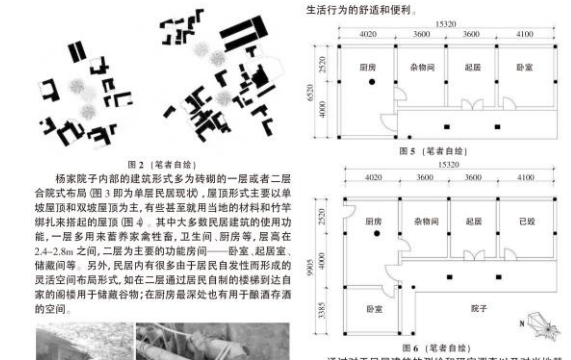 图 2 (笔者自绘)
杨家院子内部的建筑形式多为砖砌的一层或者二层
合院式布局(图 3 即为单层民居现状),屋顶形式主要以单
坡屋顶和双坡屋顶为主,有些甚至就用当地的材料和竹竿
绑扎来搭起的屋顶(图 4)。其中大多数民居建筑的使用功
能,一层多用来蓄养家禽牲畜,卫生间、厨房等,层高在
2.4~2.8m 之间,二层为主要的功能房间——卧室、起居室、
储藏间等。另外,民居内有很多由于居民自发性而形成的
灵活空间布局形式,如在二层通过居民自制的楼梯到达自
家的阁楼用于储藏谷物;在厨房最深处也有用于酿酒存酒
的空间。
生活行为的舒适和便利。
15320
4020 3600 3600 4100
6520 2520 4000
厨房 杂物间 起居 卧室
图 5 (笔者自绘)
15320
4020 3600 3600 4100
9905 2520 4000 3385
厨房 杂物间 起居 已毁
卧室 院子
N
图 6 (笔者自绘)